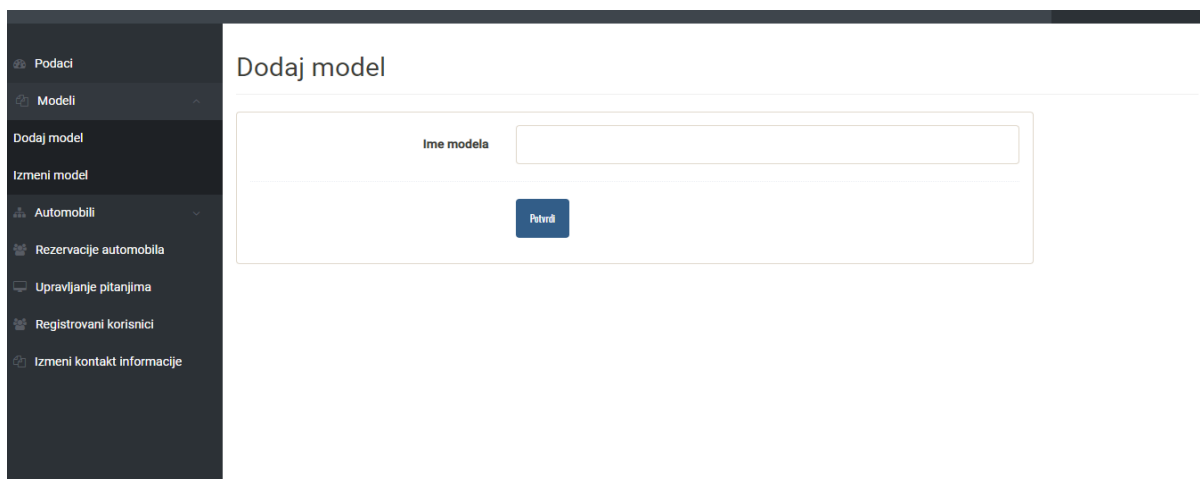 Podaci
Modeli
Dodaj model
Izmeni model
Automobili
Rezervacije automobila
Upravljanje pitanjima
Registrovani korisnici
Izmeni kontakt informacije
Dodaj model
Ime modela
Potvrdi